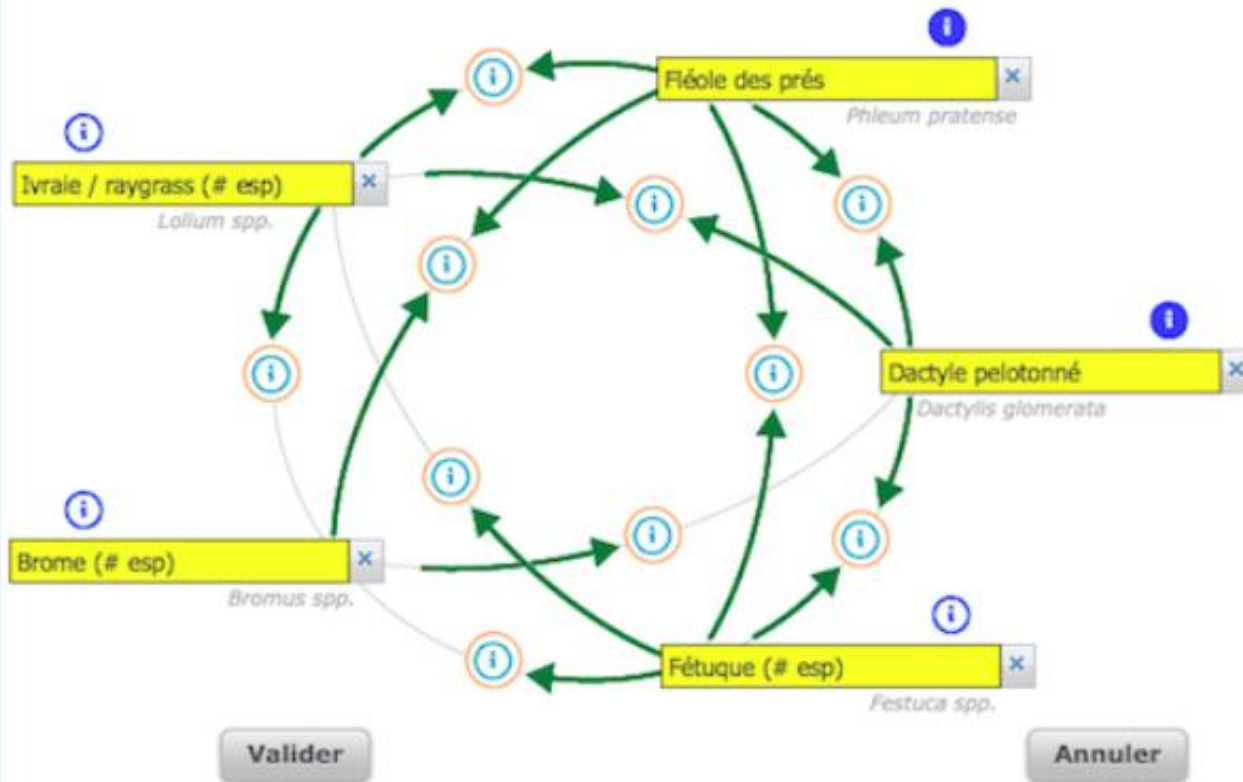 Fléole des prés
Phleum pratense
Ivraie / raygrass (# esp)
Lolium spp.
Dactyle pelotonné
Dactylis glomerata
Brome (# esp)
Bromus spp.
Fétuque (# esp)
Festuca spp.
Valider
Annuler